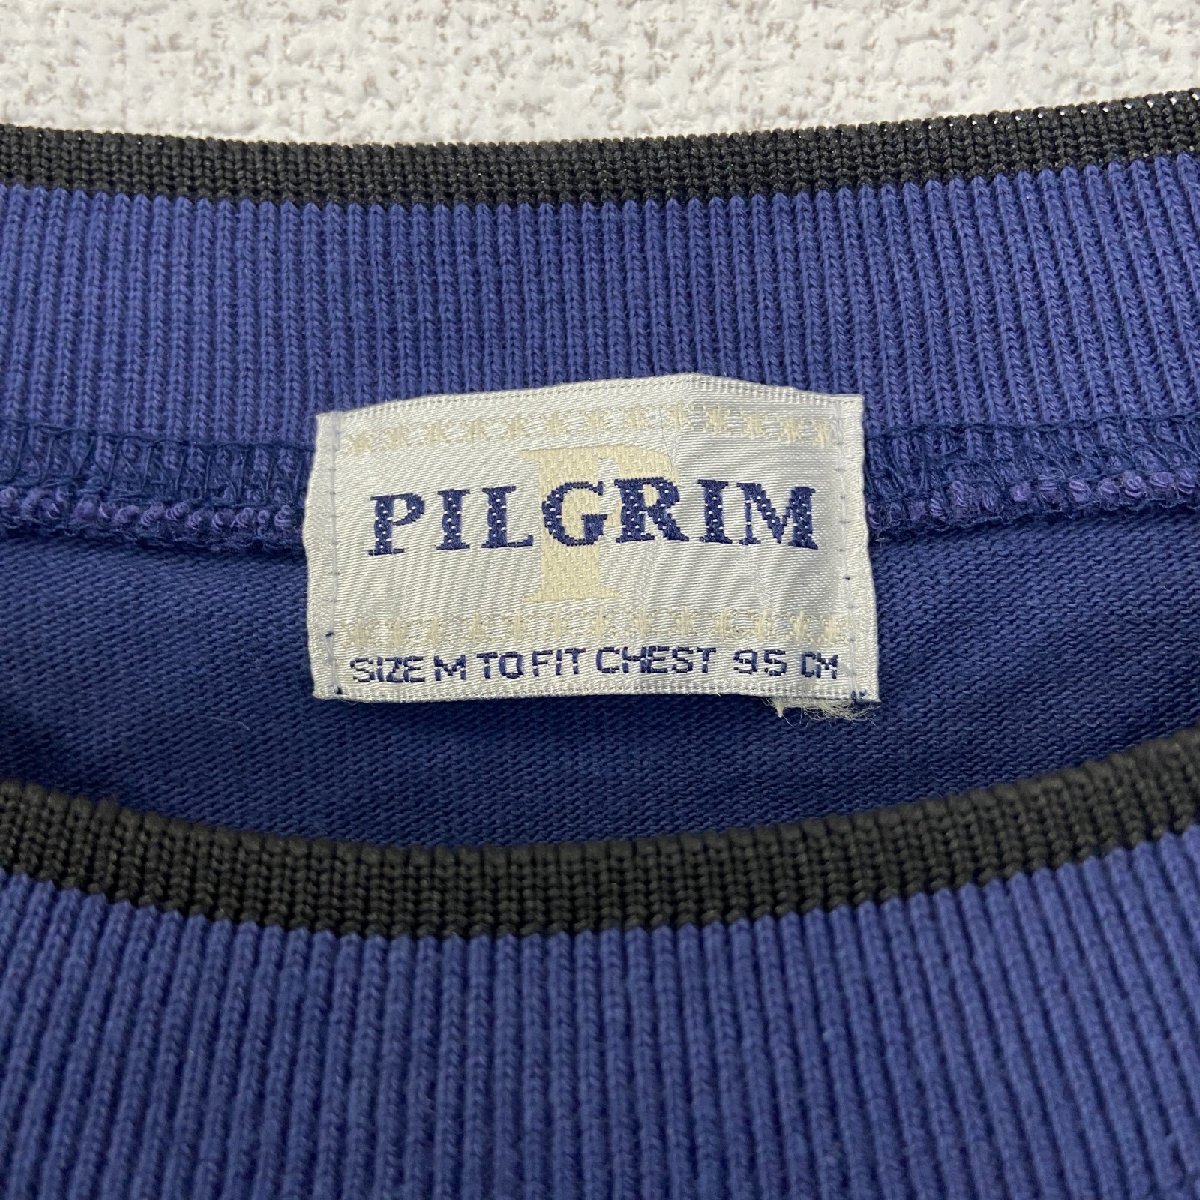 P
PILGRIM
SIZE M TO FIT CHEST 95 CM